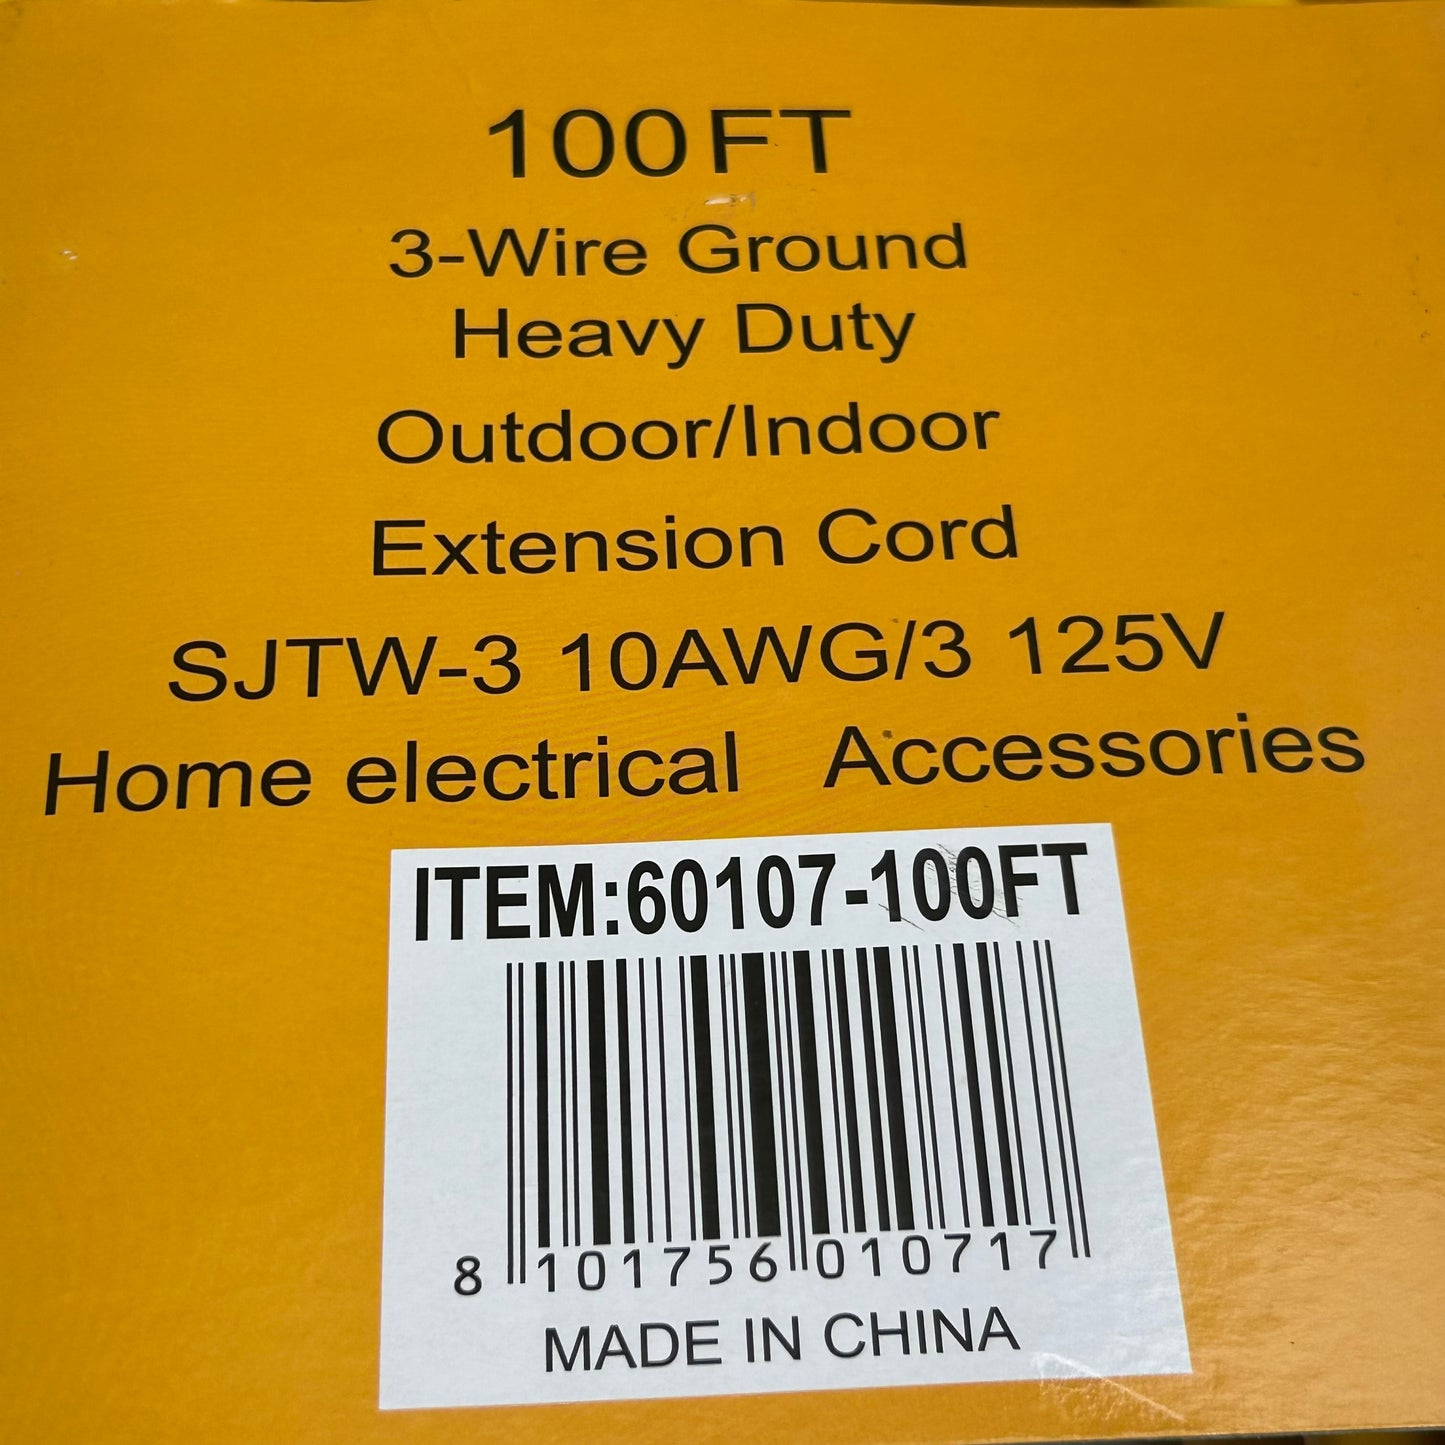 100FT
3-Wire Ground
Heavy Duty
Outdoor/Indoor
Extension Cord
SJTW-3 10AWG/3 125V
Home electrical Accessories
ITEM:60107-100FT
8 101756 010717
MADE IN CHINA